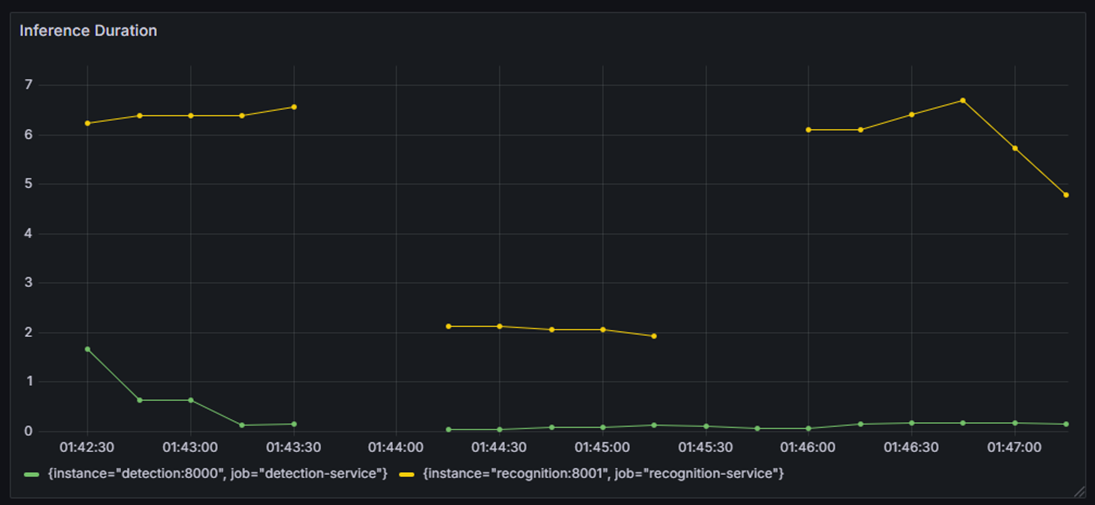 Inference Duration
7
6
5
4
3
2
1
0
01:42:30 01:43:00 01:43:30 01:44:00 01:44:30 01:45:00 01:45:30 01:46:00 01:46:30 01:47:00
{instance="detection:8000", job="detection-service"} {instance="recognition:8001", job="recognition-service"}